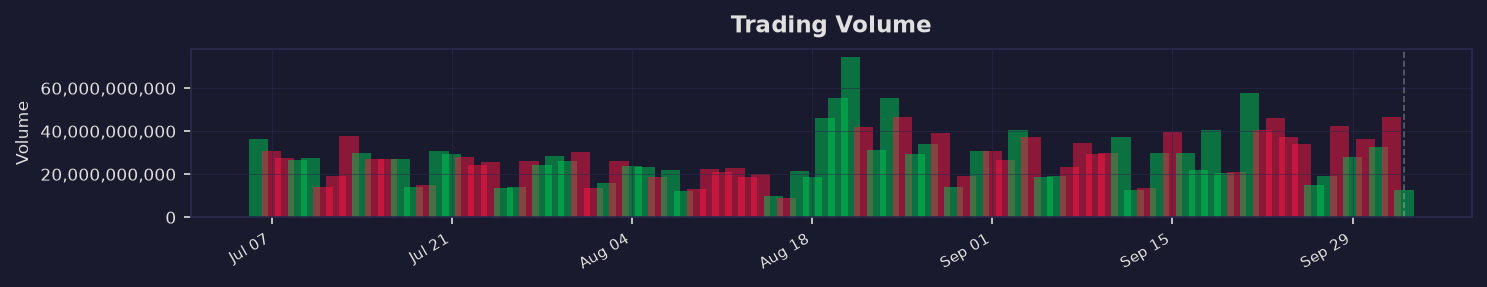 Trading Volume
Volume
60,000,000,000
40,000,000,000
20,000,000,000
0
Jul 07
Jul 21
Aug 04
Aug 18
Sep 01
Sep 15
Sep 29